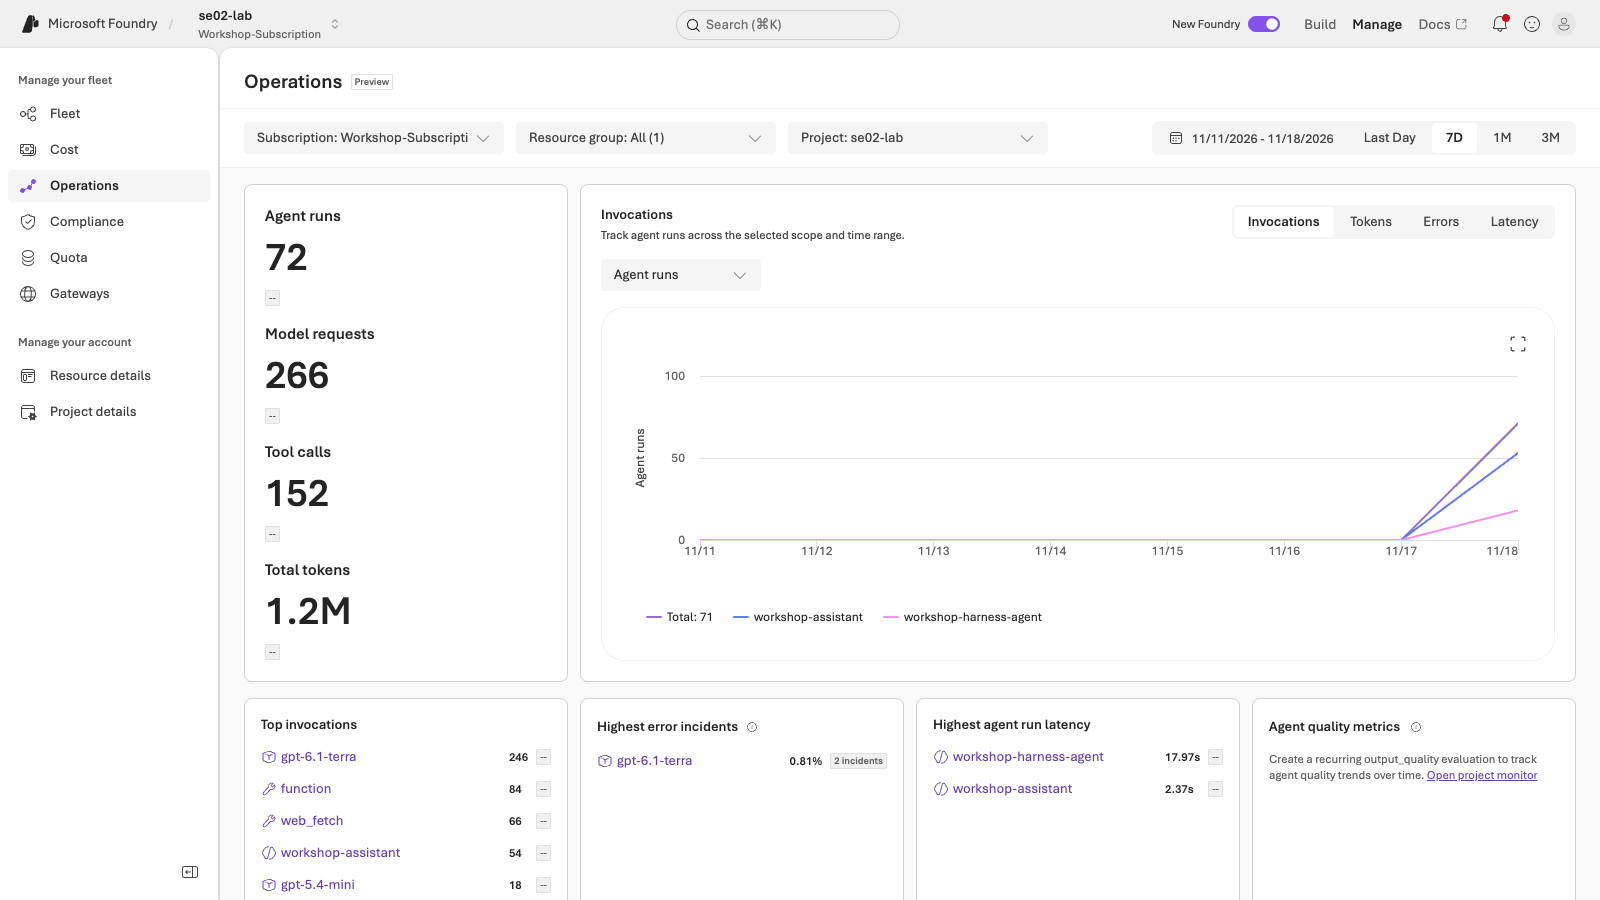 Microsoft Foundry
/
se02-lab
Workshop-Subscription
Search (⌘K)
New Foundry
Build
Manage
Docs
Manage your fleet
Fleet
Cost
Operations
Compliance
Quota
Gateways
Manage your account
Resource details
Project details
Operations
Preview
Subscription: Workshop-Subscripti
Resource group: All (1)
Project: se02-lab
11/11/2026 - 11/18/2026
Last Day
7D
1M
3M
Agent runs
72
--
Model requests
266
--
Tool calls
152
--
Total tokens
1.2M
--
Invocations
Track agent runs across the selected scope and time range.
Invocations
Tokens
Errors
Latency
Agent runs
Agent runs
100
50
0
11/11
11/12
11/13
11/14
11/15
11/16
11/17
11/18
Total: 71
workshop-assistant
workshop-harness-agent
Top invocations
gpt-6.1-terra 246 --
function 84 --
web_fetch 66 --
workshop-assistant 54 --
gpt-5.4-mini 18 --
Highest error incidents
gpt-6.1-terra 0.81% 2 incidents
Highest agent run latency
workshop-harness-agent 17.97s --
workshop-assistant 2.37s --
Agent quality metrics
Create a recurring output_quality evaluation to track
agent quality trends over time. Open project monitor